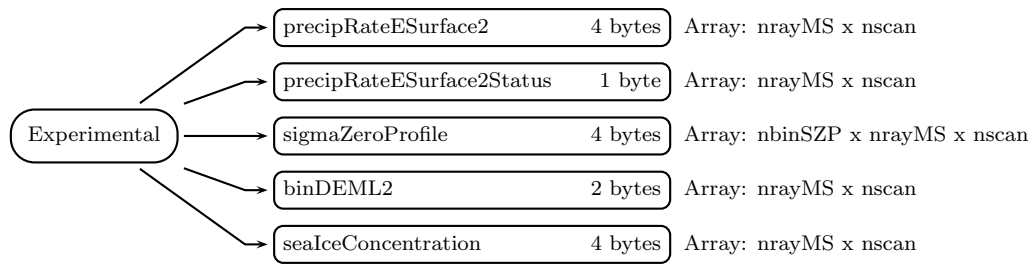 precipRateESurface2 4 bytes Array: nrayMS x nscan
precipRateESurface2Status 1 byte Array: nrayMS x nscan
Experimental
sigmaZeroProfile 4 bytes Array: nbinSZP x nrayMS x nscan
binDEML2 2 bytes Array: nrayMS x nscan
seaIceConcentration 4 bytes Array: nrayMS x nscan